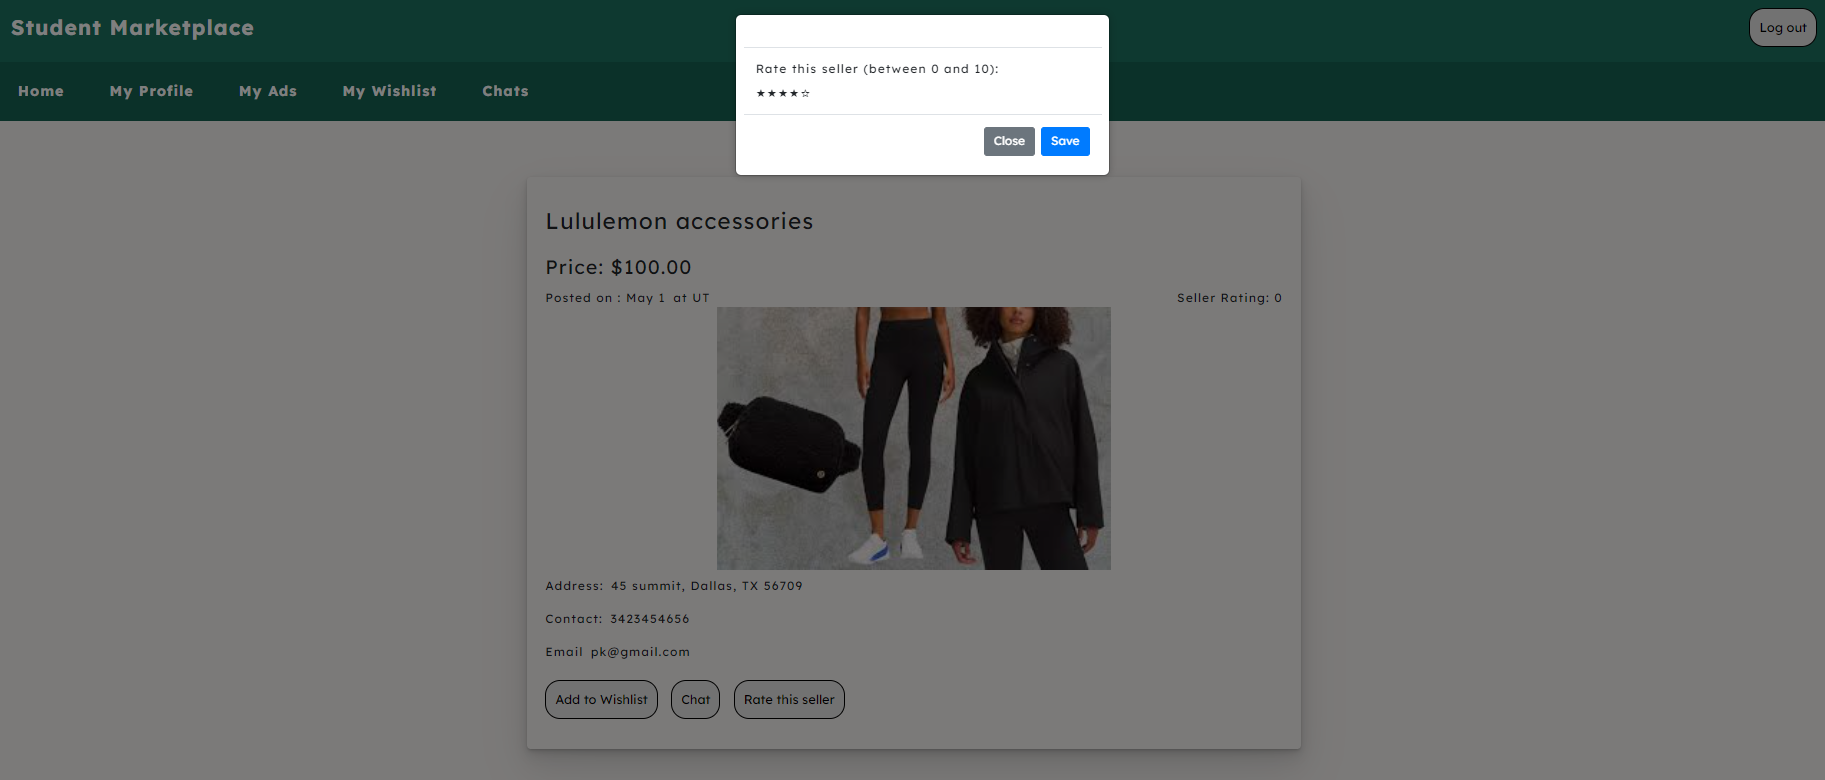 Student Marketplace
Log out
Home My Profile My Ads My Wishlist Chats
Rate this seller (between 0 and 10):
★★★★☆
Close Save
Lululemon accessories
Price: $100.00
Posted on : May 1 at UT
Seller Rating: 0
Address: 45 summit, Dallas, TX 56709
Contact: 3423454656
Email pk@gmail.com
Add to Wishlist Chat Rate this seller